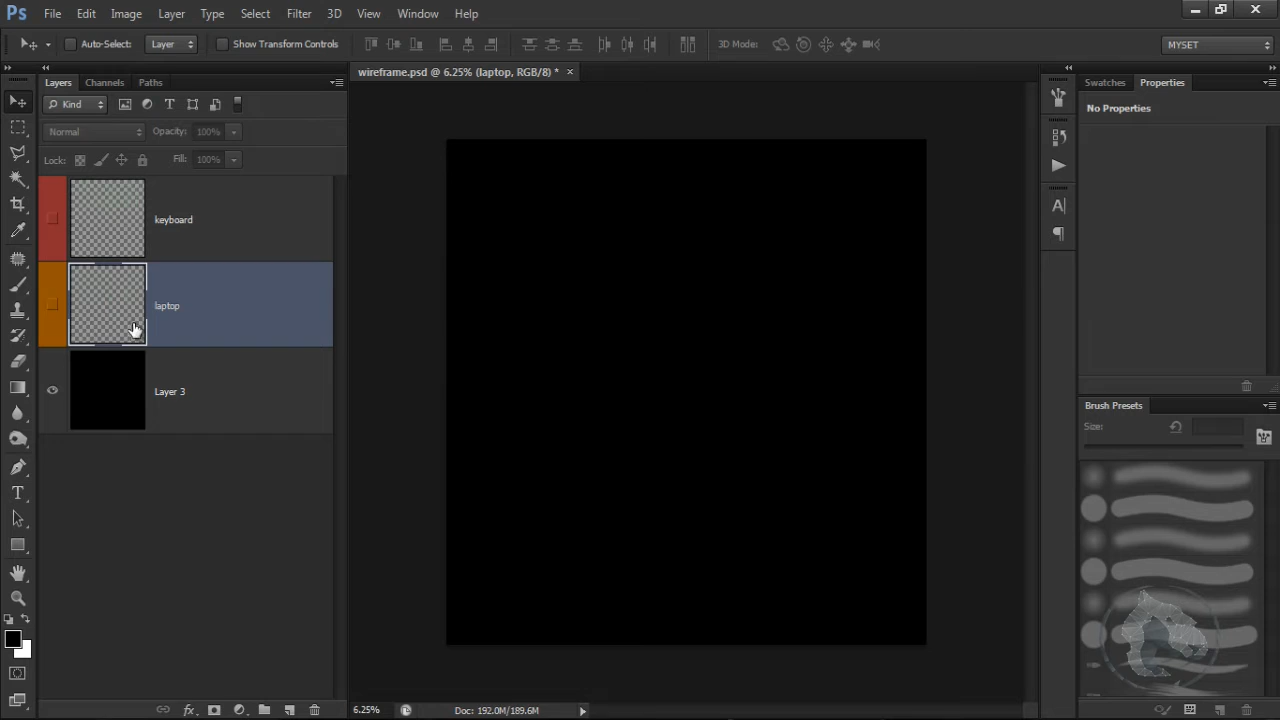 Ps File Edit Image Layer Type Select Filter 3D View Window Help
Auto-Select: Layer Show Transform Controls 3D Mode: MYSET
Layers Channels Paths
wireframe.psd @ 6.25% (laptop, RGB/8) * ×
Swatches Properties
Kind
No Properties
Normal Opacity: 100%
Lock: Fill: 100%
keyboard
laptop
Layer 3
Brush Presets
Size:
6.25% Doc: 192.0M/189.6M